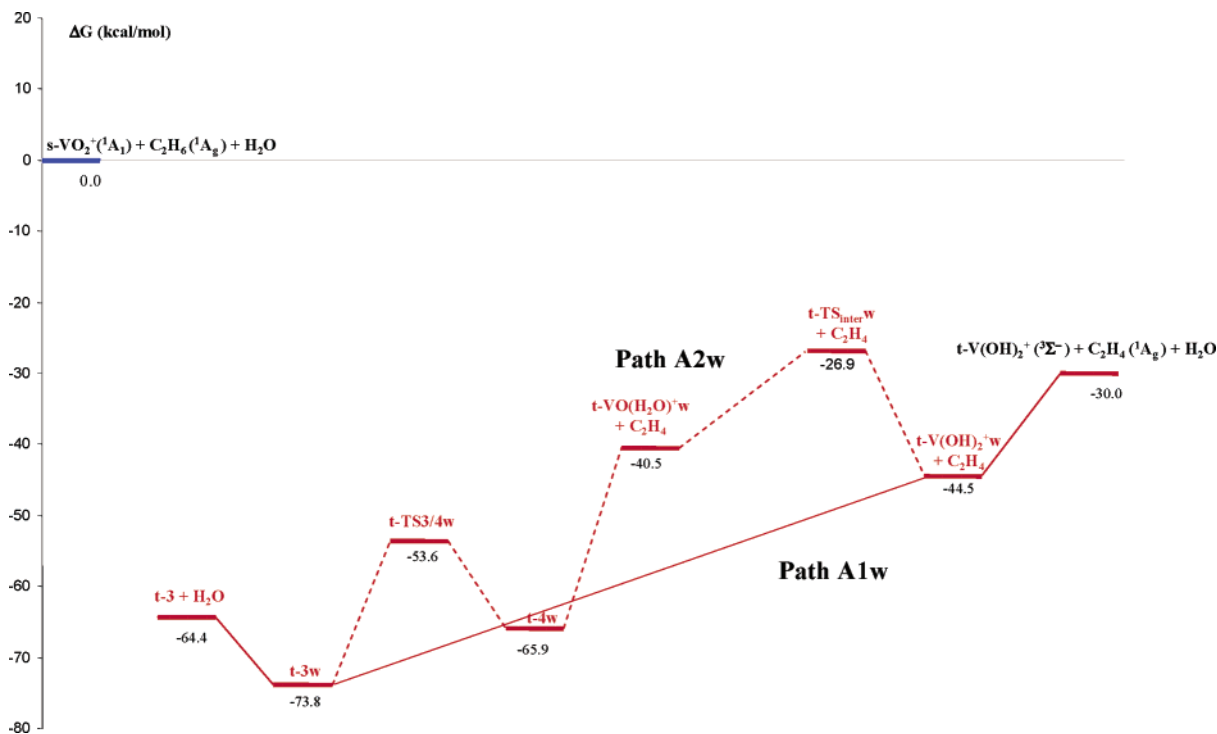 20
ΔG (kcal/mol)
10
s-VO₂⁺(¹A₁) + C₂H₆(¹A_g) + H₂O
0
0.0
-10
-20
t-TS_inter w
+ C₂H₄
t-V(OH)₂⁺(³Σ⁻) + C₂H₄(¹A_g) + H₂O
Path A2w
-26.9
-30
-30.0
t-VO(H₂O)⁺w
+ C₂H₄
-40
-40.5
t-V(OH)₂⁺w
+ C₂H₄
-44.5
-50
t-TS3/4w
-53.6
Path A1w
-60
t-3 + H₂O
-64.4
t-4w
-65.9
-70
t-3w
-73.8
-80